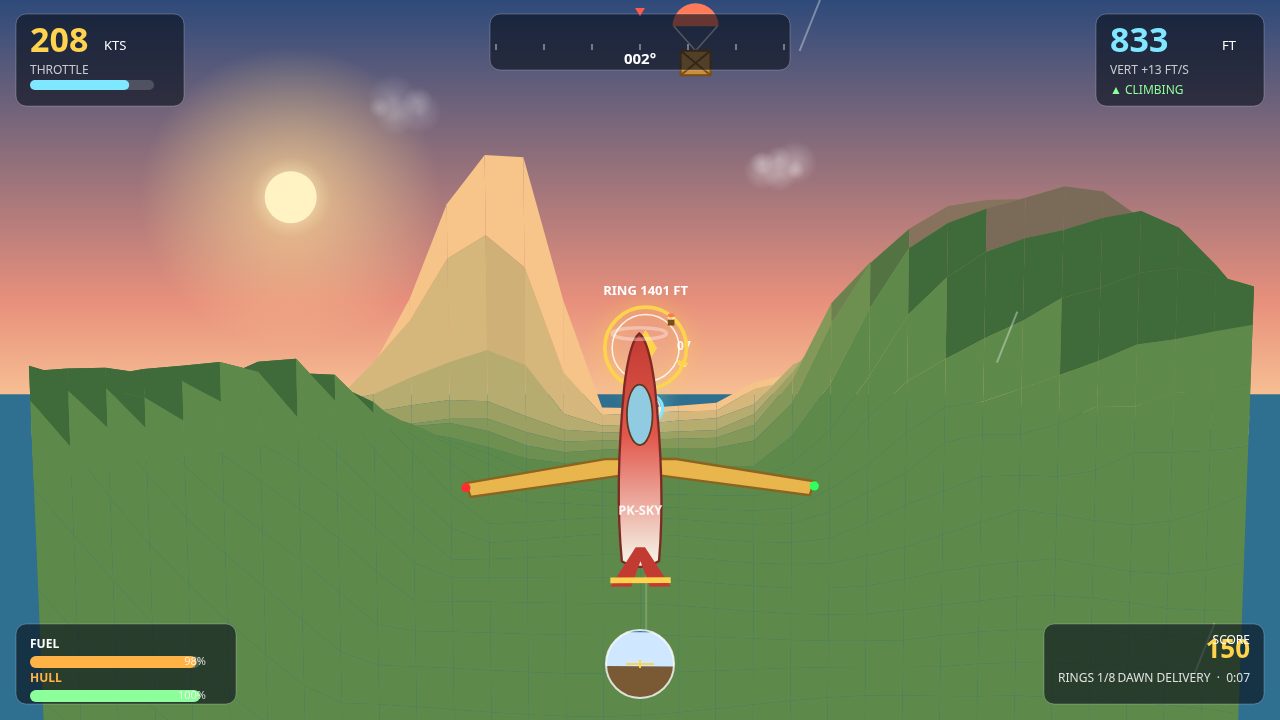 208 KTS
THROTTLE
002°
833 FT
VERT +13 FT/S
▲ CLIMBING
RING 1401 FT
PK-SKY
FUEL
98%
HULL
100%
SCORE
150
RINGS 1/8 DAWN DELIVERY · 0:07